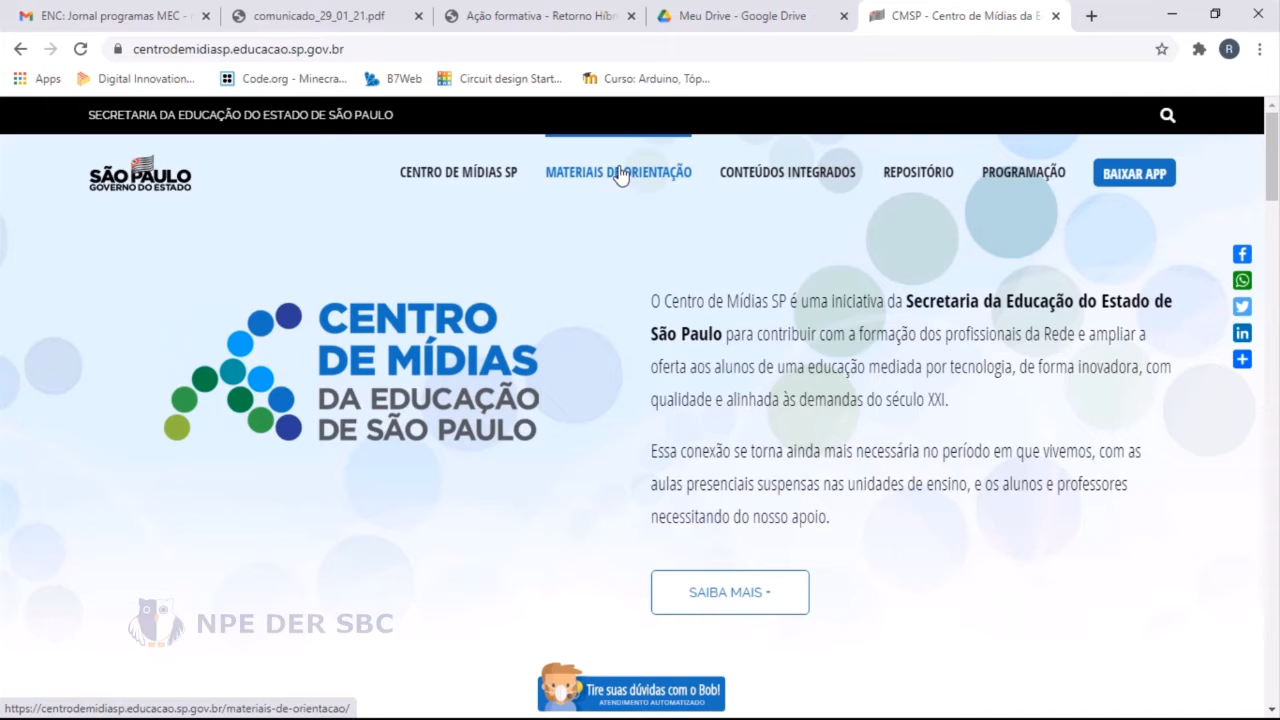 ENC: Jornal programas MEC -
comunicado_29_01_21.pdf
Ação formativa - Retorno Híbri
Meu Drive - Google Drive
CMSP - Centro de Mídias da E
centrodemidiasp.educacao.sp.gov.br
R
Apps
Digital Innovation...
Code.org - Minecra...
B7Web
Circuit design Start...
Curso: Arduino, Tóp...
SECRETARIA DA EDUCAÇÃO DO ESTADO DE SÃO PAULO
SÃO PAULO
GOVERNO DO ESTADO
CENTRO DE MÍDIAS SP
MATERIAIS DE ORIENTAÇÃO
CONTEÚDOS INTEGRADOS
REPOSITÓRIO
PROGRAMAÇÃO
BAIXAR APP
CENTRO
DE MÍDIAS
DA EDUCAÇÃO
DE SÃO PAULO
O Centro de Mídias SP é uma iniciativa da Secretaria da Educação do Estado de
São Paulo para contribuir com a formação dos profissionais da Rede e ampliar a
oferta aos alunos de uma educação mediada por tecnologia, de forma inovadora, com
qualidade e alinhada às demandas do século XXI.
Essa conexão se torna ainda mais necessária no período em que vivemos, com as
aulas presenciais suspensas nas unidades de ensino, e os alunos e professores
necessitando do nosso apoio.
SAIBA MAIS
NPE DER SBC
Tire suas dúvidas com o Bob!
ATENDIMENTO AUTOMATIZADO
https://centrodemidiasp.educacao.sp.gov.br/materiais-de-orientacao/